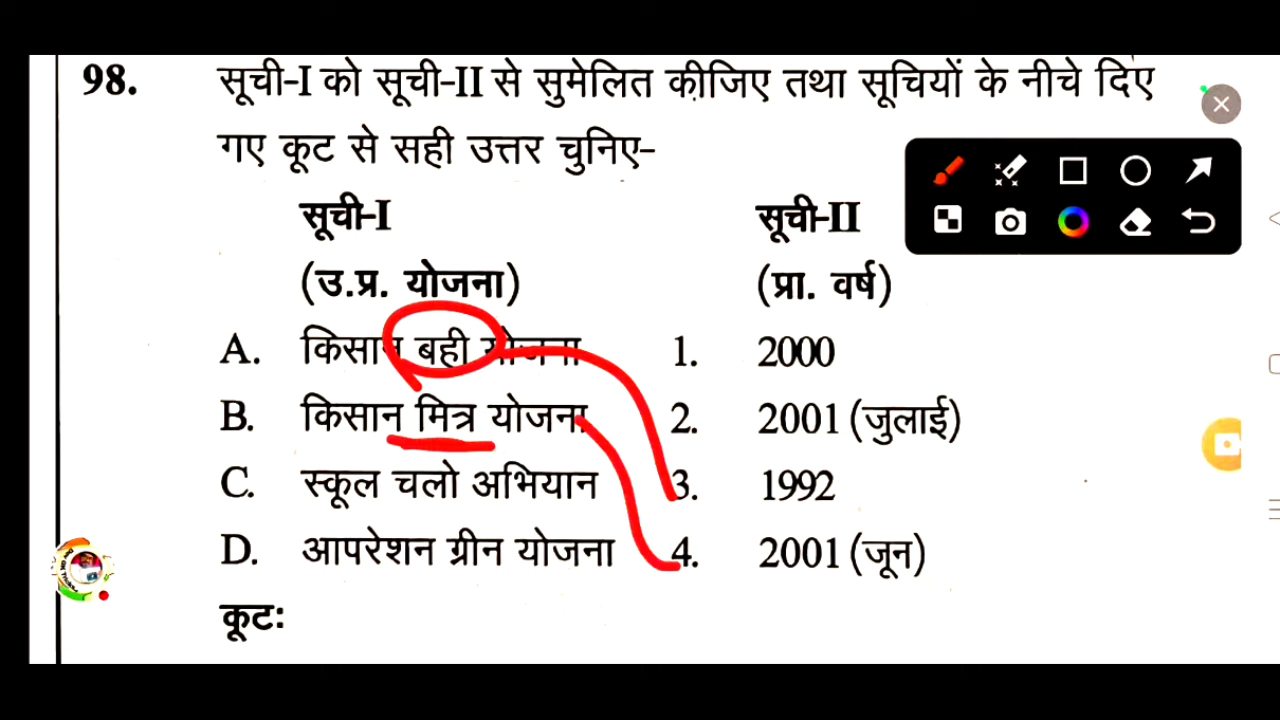 98. सूची-I को सूची-II से सुमेलित कीजिए तथा सूचियों के नीचे दिए
गए कूट से सही उत्तर चुनिए-
सूची-I सूची-II
(उ.प्र. योजना) (प्रा. वर्ष)
A. किसान बही योजना 1. 2000
B. किसान मित्र योजना 2. 2001 (जुलाई)
C. स्कूल चलो अभियान 3. 1992
D. आपरेशन ग्रीन योजना 4. 2001 (जून)
कूट: